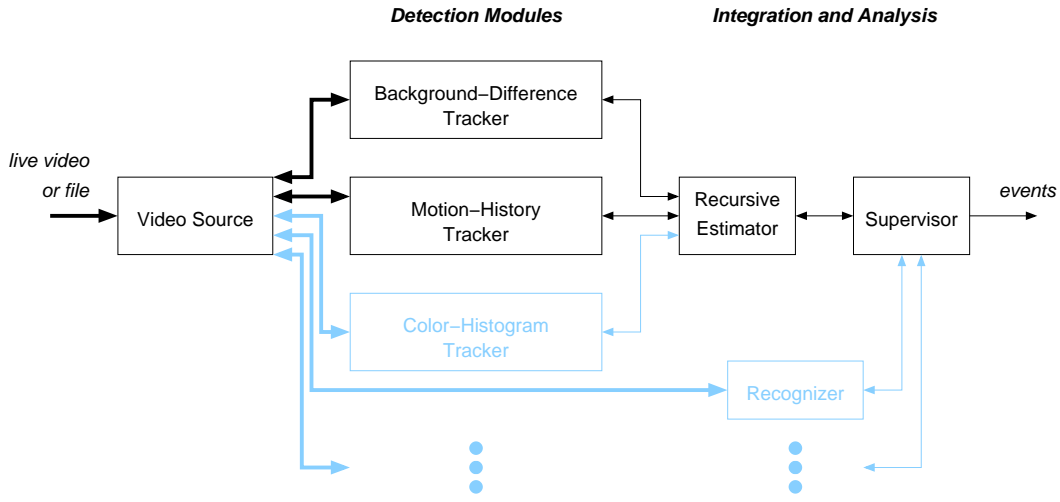 Detection Modules
Integration and Analysis
Background−Difference
Tracker
live video
or file
Video Source
Motion−History
Tracker
Recursive
Estimator
Supervisor
events
Color−Histogram
Tracker
Recognizer